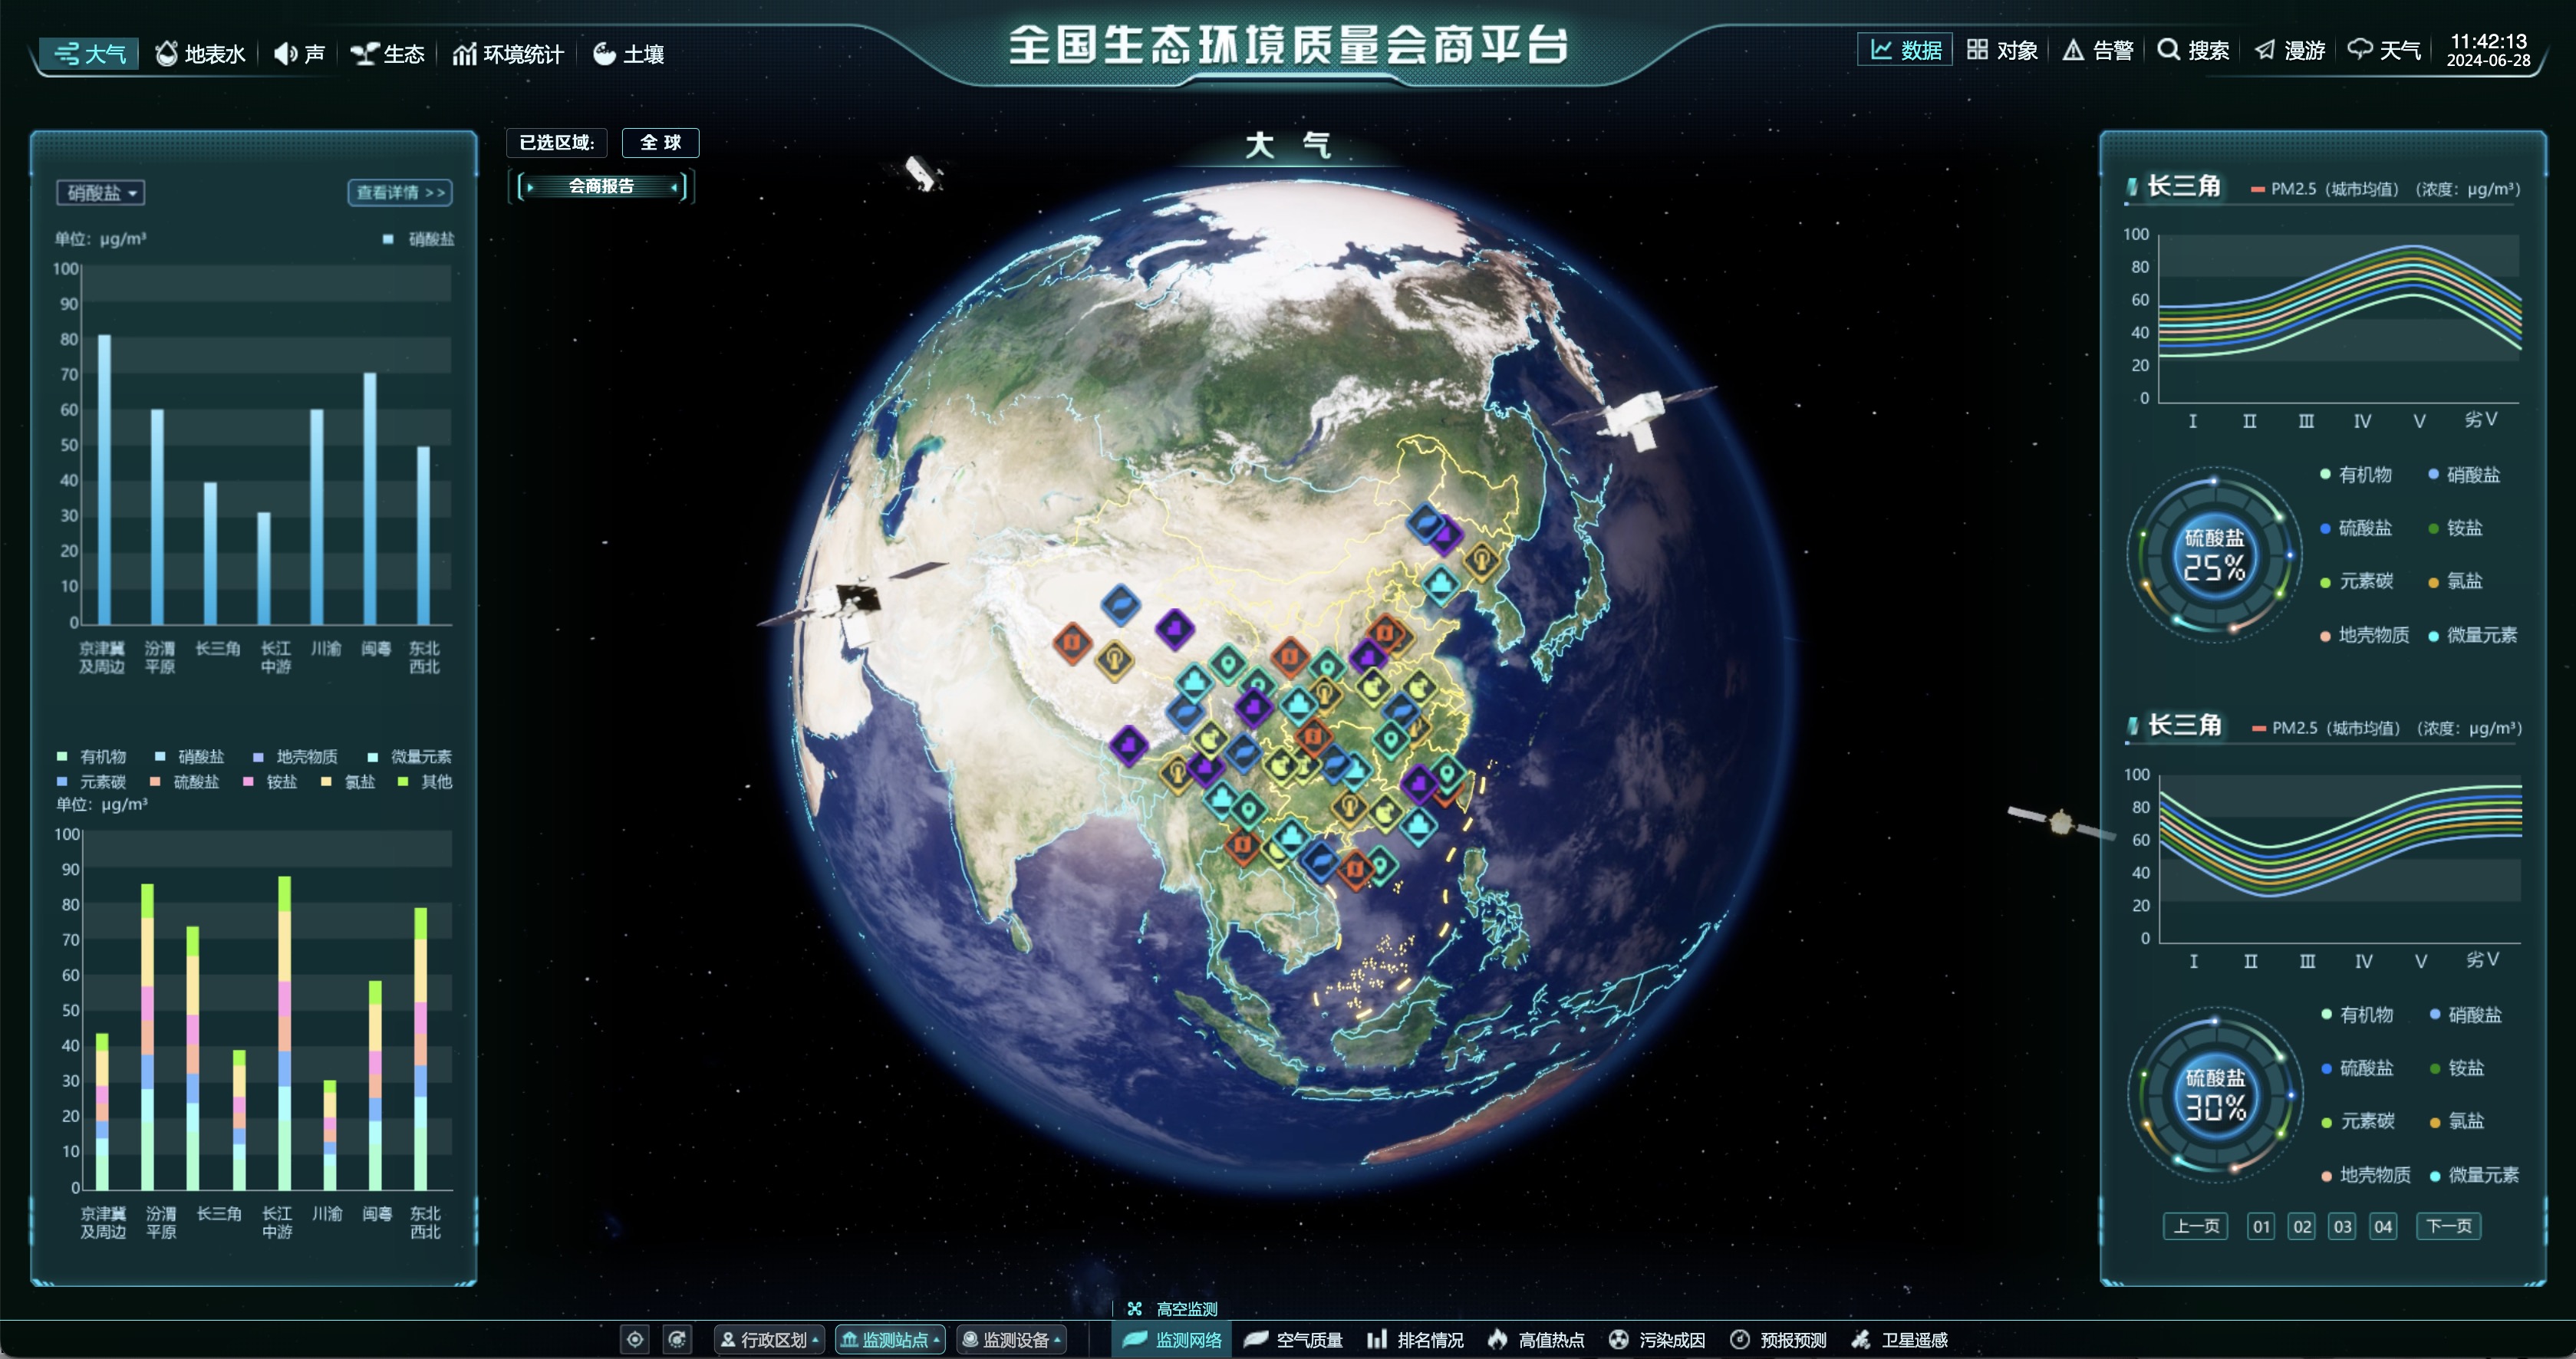 全国生态环境质量会商平台
大气 地表水 声 生态 环境统计 土壤
数据 对象 告警 搜索 漫游 天气
11:42:13
2024-06-28
已选区域: 全球
会商报告
大 气
硝酸盐 查看详情 >>
单位: μg/m³ 硝酸盐
100
90
80
70
60
50
40
30
20
10
0
京津冀及周边 汾渭平原 长三角 长江中游 川渝 闽粤 东北西北
有机物 硝酸盐 地壳物质 微量元素
元素碳 硫酸盐 铵盐 氯盐 其他
单位: μg/m³
100
90
80
70
60
50
40
30
20
10
0
京津冀及周边 汾渭平原 长三角 长江中游 川渝 闽粤 东北西北
长三角 PM2.5（城市均值）（浓度: μg/m³）
100
80
60
40
20
0
I II III IV V 劣V
硫酸盐
25%
有机物 硝酸盐
硫酸盐 铵盐
元素碳 氯盐
地壳物质 微量元素
长三角 PM2.5（城市均值）（浓度: μg/m³）
100
80
60
40
20
0
I II III IV V 劣V
硫酸盐
30%
有机物 硝酸盐
硫酸盐 铵盐
元素碳 氯盐
地壳物质 微量元素
上一页 01 02 03 04 下一页
高空监测
行政区划 监测站点 监测设备 监测网络 空气质量 排名情况 高值热点 污染成因 预报预测 卫星遥感